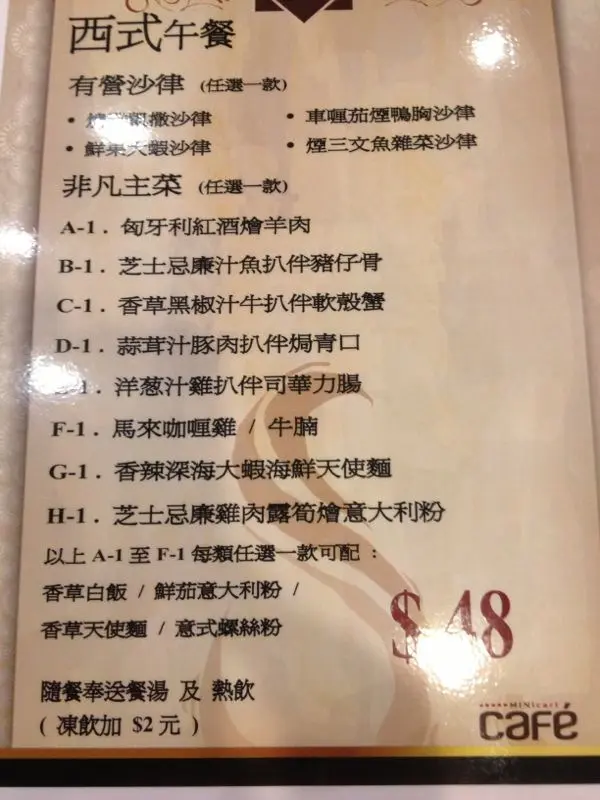 西式午餐
有營沙律 (任選一款)
• 沙律
• 車喱茄煙鴨胸沙律
• 鮮果大蝦沙律
• 煙三文魚雜菜沙律
非凡主菜 (任選一款)
A-1. 匈牙利紅酒燴羊肉
B-1. 芝士忌廉汁魚扒伴豬仔骨
C-1. 香草黑椒汁牛扒伴軟殼蟹
D-1. 蒜茸汁豚肉扒伴焗青口
-1. 洋葱汁雞扒伴司華力腸
F-1. 馬來咖喱雞 / 牛腩
G-1. 香辣深海大蝦海鮮天使麵
H-1. 芝士忌廉雞肉露筍燴意大利粉
以上 A-1 至 F-1 每類任選一款可配 :
香草白飯 / 鮮茄意大利粉 /
香草天使麵 / 意式螺絲粉
$ 48
隨餐奉送餐湯 及 熱飲
( 凍飲加 $2 元 )
MINIcart
café